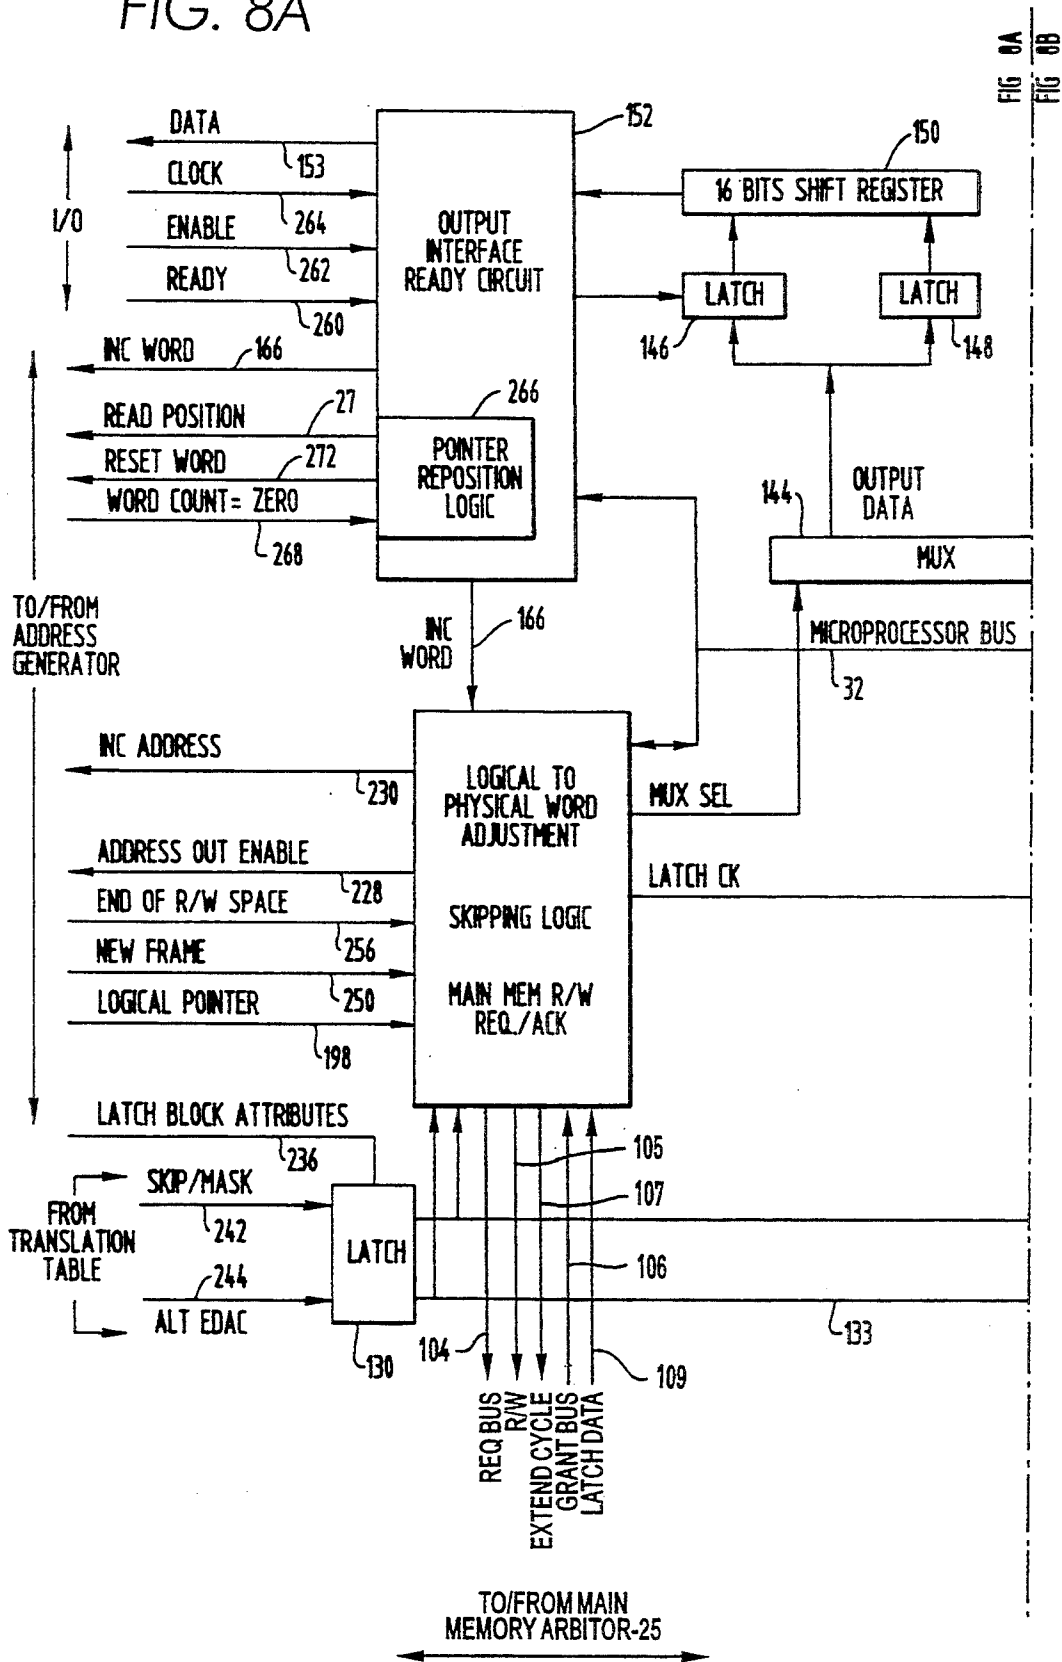 FIG. 8A
FIG 8A
FIG 8B
DATA
153
CLOCK
264
ENABLE
262
READY
260
I/O
INC WORD
166
READ POSITION
27
RESET WORD
272
WORD COUNT= ZERO
268
TO/FROM
ADDRESS
GENERATOR
152
OUTPUT
INTERFACE
READY CIRCUIT
266
POINTER
REPOSITION
LOGIC
150
16 BITS SHIFT REGISTER
LATCH
146
LATCH
148
144
OUTPUT
DATA
MUX
MICROPROCESSOR BUS
32
INC
WORD
166
INC ADDRESS
230
ADDRESS OUT ENABLE
228
END OF R/W SPACE
256
NEW FRAME
250
LOGICAL POINTER
198
LOGICAL TO
PHYSICAL WORD
ADJUSTMENT
SKIPPING LOGIC
MAIN MEM R/W
REQ./ACK
MUX SEL
LATCH CK
LATCH BLOCK ATTRIBUTES
236
SKIP/MASK
242
FROM
TRANSLATION
TABLE
244
ALT EDAC
LATCH
130
105
107
106
133
104
109
REQ BUS
R/W
EXTEND CYCLE
GRANT BUS
LATCH DATA
TO/FROM MAIN
MEMORY ARBITOR-25